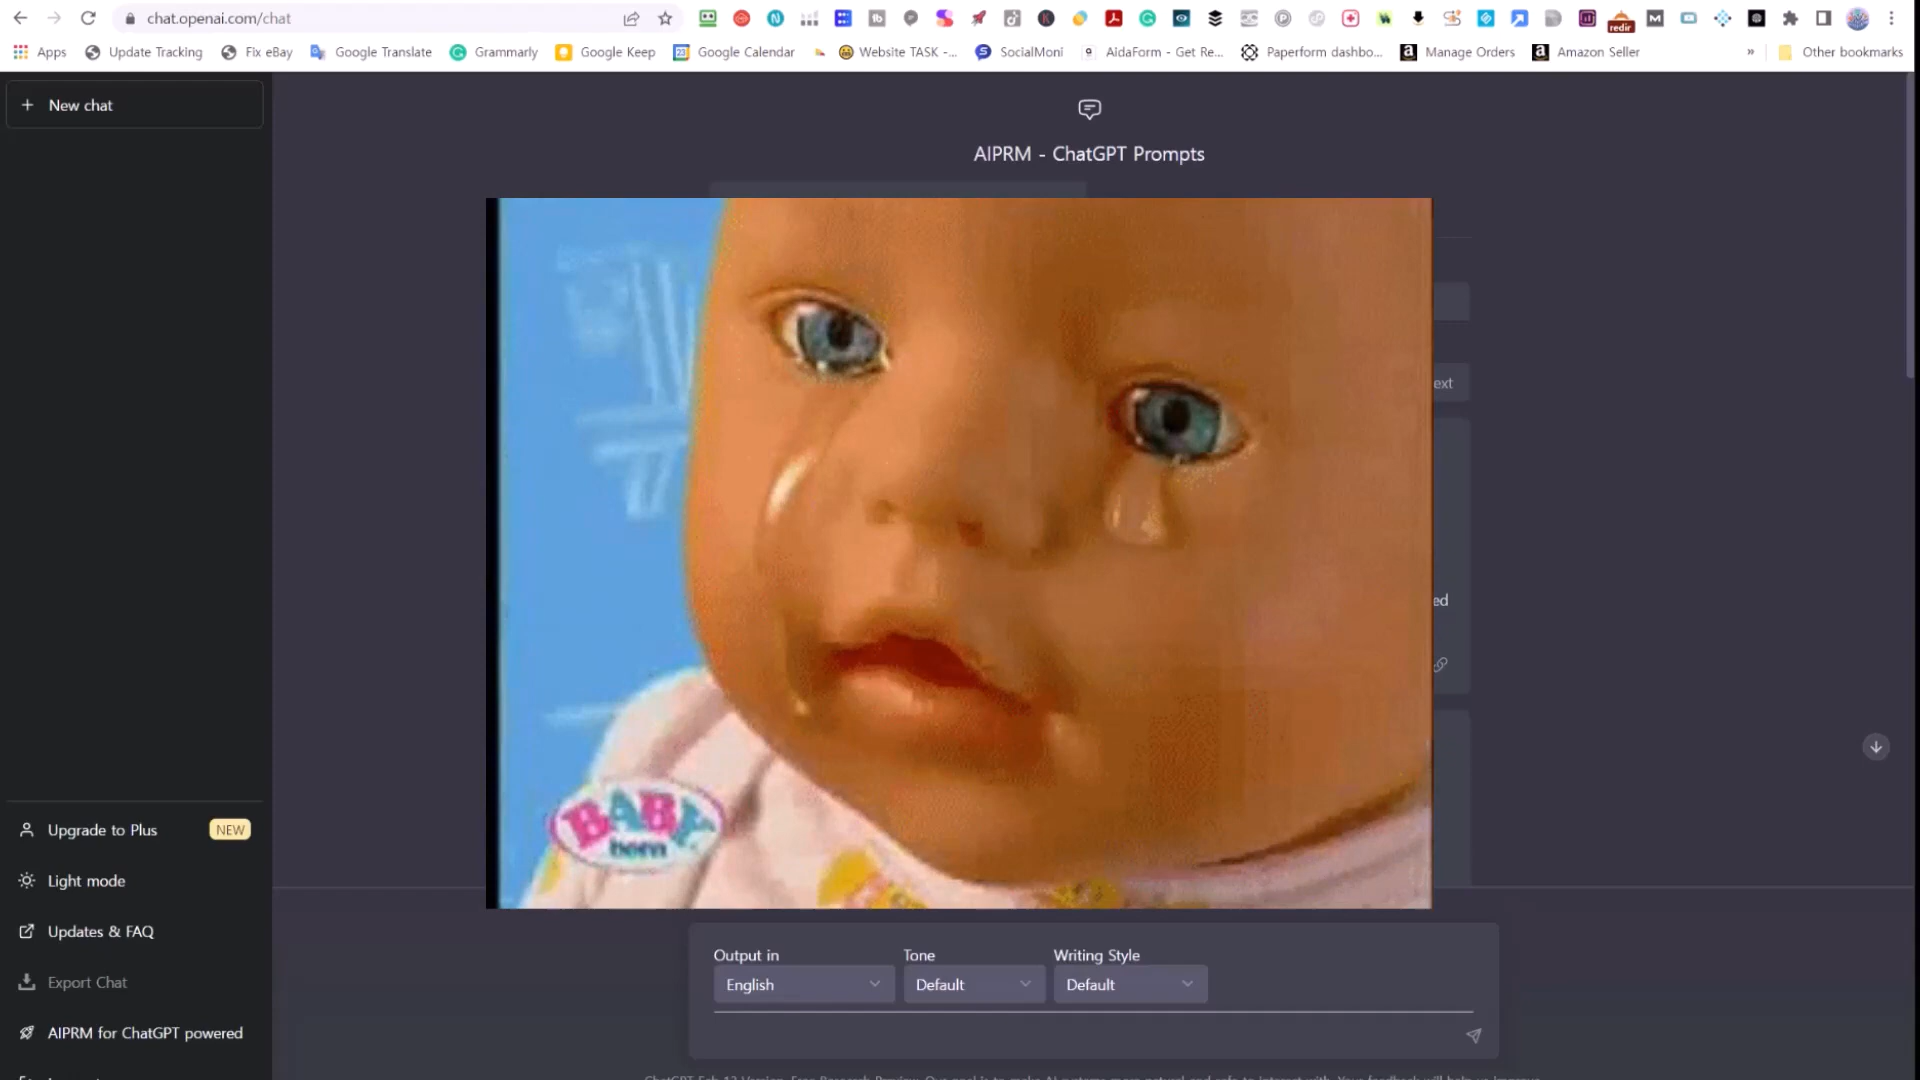 chat.openai.com/chat
redir
Apps
Update Tracking
Fix eBay
Google Translate
Grammarly
Google Keep
Google Calendar
Website TASK -...
SocialMoni
AidaForm - Get Re...
Paperform dashbo...
Manage Orders
Amazon Seller
»
Other bookmarks
New chat
AIPRM - ChatGPT Prompts
ext
ed
BABY
born
Upgrade to Plus
NEW
Light mode
Updates & FAQ
Export Chat
AIPRM for ChatGPT powered
Output in
Tone
Writing Style
English
Default
Default